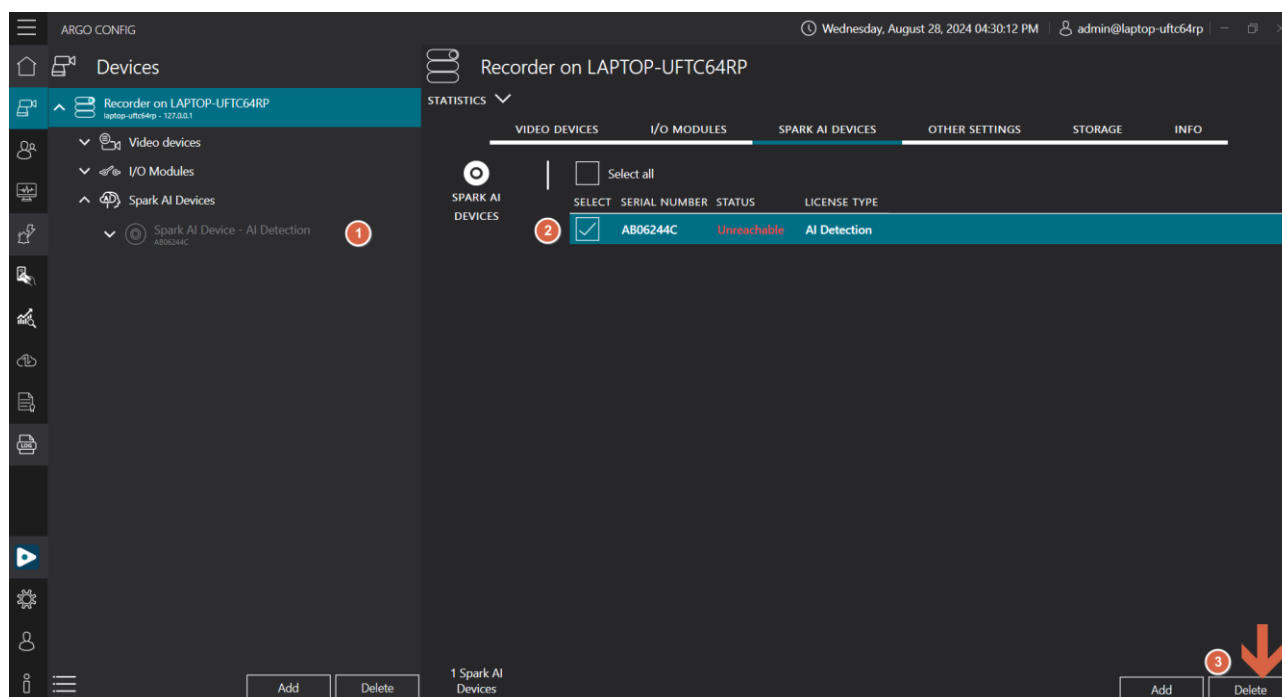 ARGO CONFIG
Wednesday, August 28, 2024 04:30:12 PM
admin@laptop-uftc64rp
Devices
Recorder on LAPTOP-UFTC64RP
laptop-uftc64rp - 127.0.0.1
Video devices
I/O Modules
Spark AI Devices
Spark AI Device - AI Detection
AB06244C
1
Recorder on LAPTOP-UFTC64RP
STATISTICS
VIDEO DEVICES I/O MODULES SPARK AI DEVICES OTHER SETTINGS STORAGE INFO
SPARK AI
DEVICES
Select all
SELECT SERIAL NUMBER STATUS LICENSE TYPE
2 AB06244C Unreachable AI Detection
LOG
Add Delete
1 Spark AI
Devices
3
Add Delete